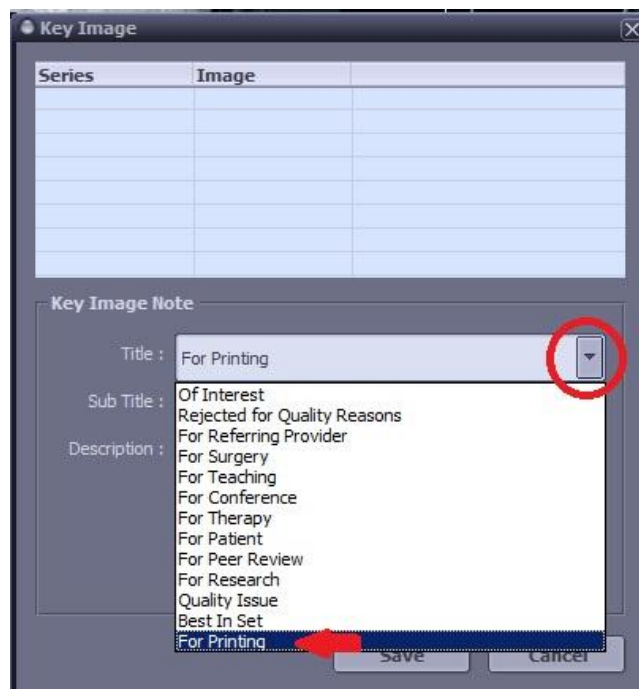 Key Image
Series Image
Key Image Note
Title : For Printing
Sub Title :
Description :
Of Interest
Rejected for Quality Reasons
For Referring Provider
For Surgery
For Teaching
For Conference
For Therapy
For Patient
For Peer Review
For Research
Quality Issue
Best In Set
For Printing
Save Cancel